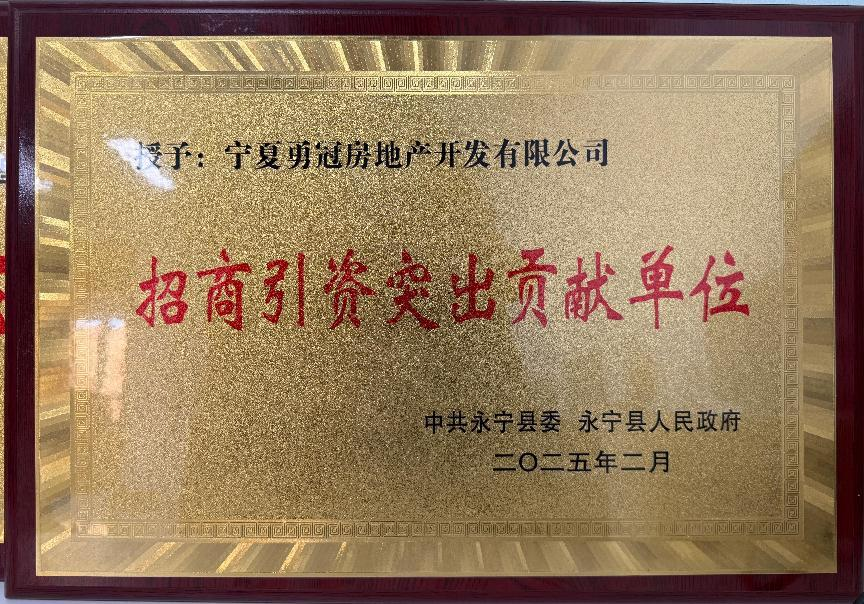 授予：宁夏勇冠房地产开发有限公司
招商引资突出贡献单位
中共永宁县委 永宁县人民政府
二〇二五年二月